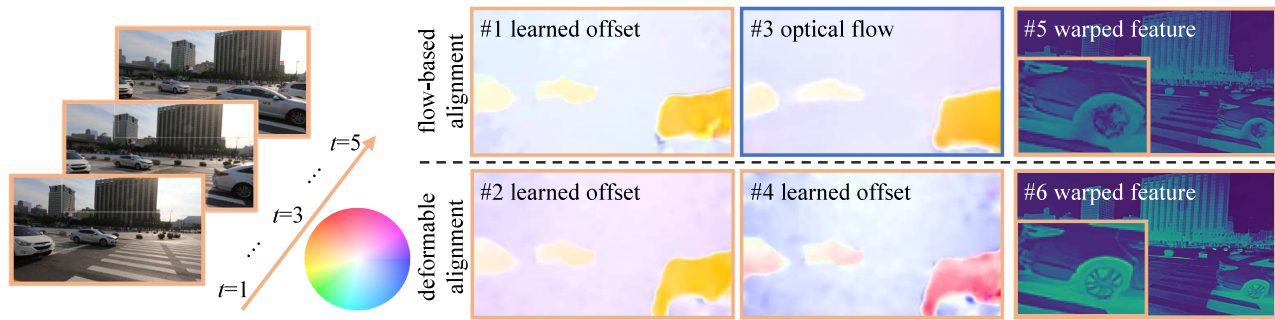 t=5
...
t=3
...
t=1
flow-based
alignment
#1 learned offset
#3 optical flow
#5 warped feature
deformable
alignment
#2 learned offset
#4 learned offset
#6 warped feature